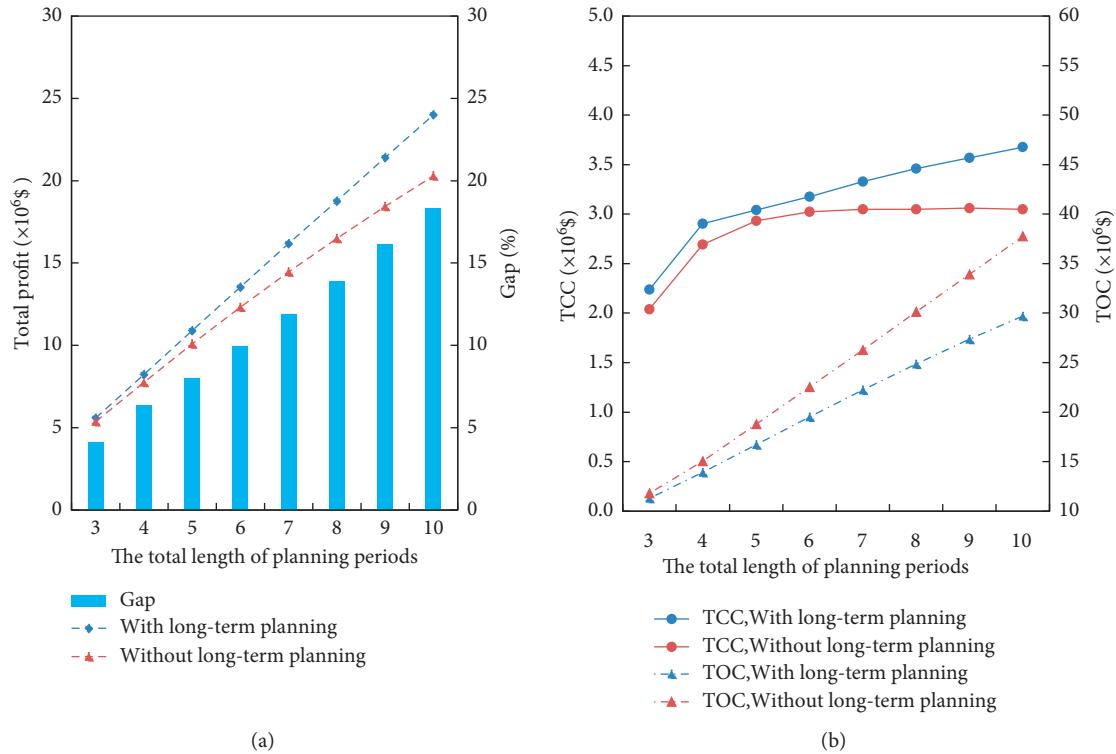 30
25
20
15
10
5
0
Total profit (×10⁶$)
30
25
20
15
10
5
0
Gap (%)
3 4 5 6 7 8 9 10
The total length of planning periods
Gap
With long-term planning
Without long-term planning
(a)
5.0
4.5
4.0
3.5
3.0
2.5
2.0
1.5
1.0
0.5
0.0
TCC (×10⁶$)
60
55
50
45
40
35
30
25
20
15
10
TOC (×10⁶$)
3 4 5 6 7 8 9 10
The total length of planning periods
TCC,With long-term planning
TCC,Without long-term planning
TOC,With long-term planning
TOC,Without long-term planning
(b)